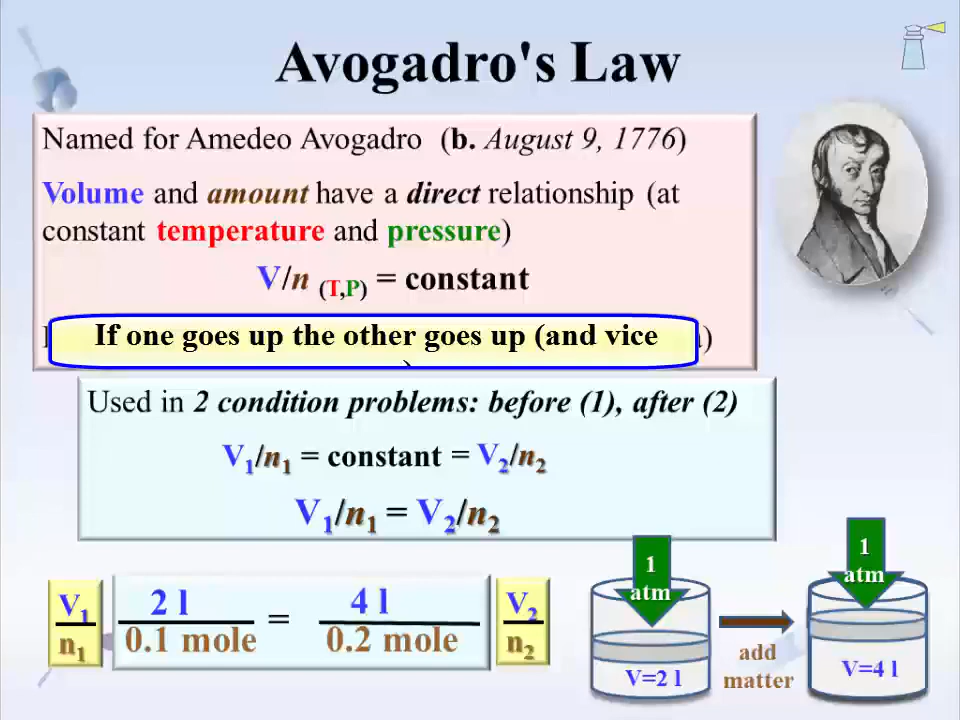 Avogadro's Law
Named for Amedeo Avogadro (b. August 9, 1776)
Volume and amount have a direct relationship (at
constant temperature and pressure)
V/n (T,P) = constant
If one goes up the other goes up (and vice
Used in 2 condition problems: before (1), after (2)
V₁/n₁ = constant = V₂/n₂
V₁/n₁ = V₂/n₂
V₁ 2 l = 4 l V₂
n₁ 0.1 mole 0.2 mole n₂
1
atm
V=2 l
add
matter
1
atm
V=4 l